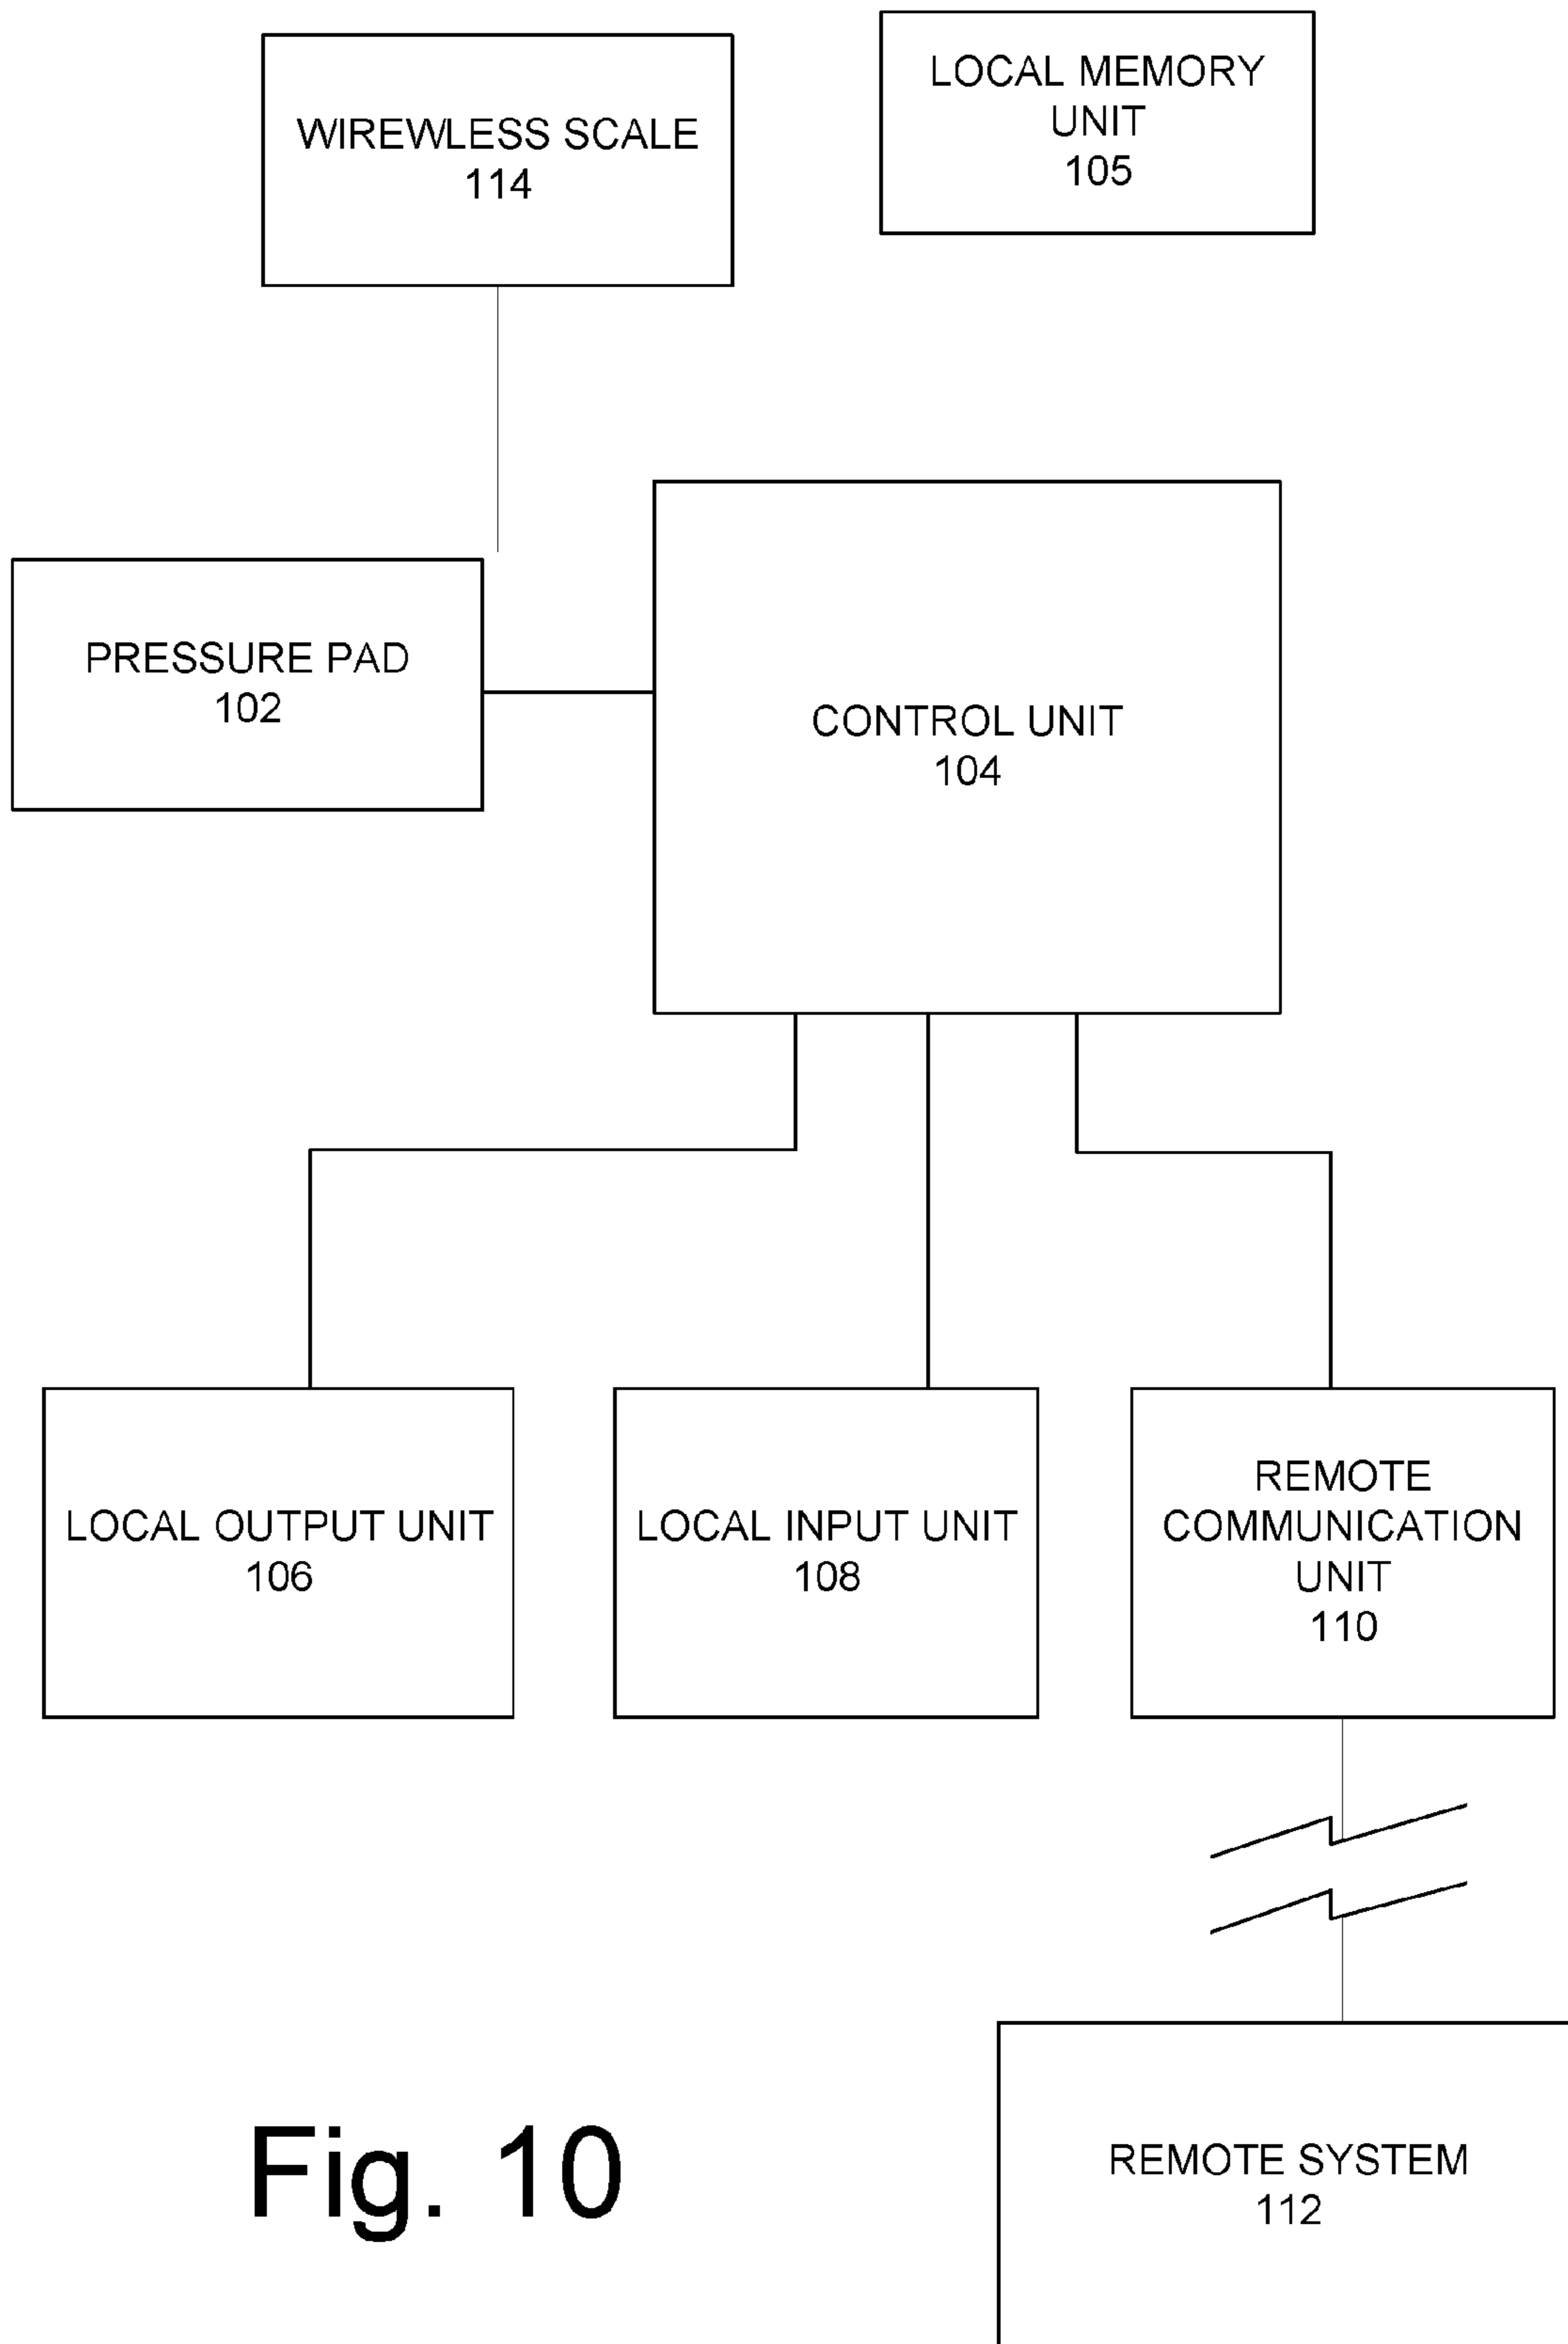 WIREWLESS SCALE
114
LOCAL MEMORY
UNIT
105
PRESSURE PAD
102
CONTROL UNIT
104
LOCAL OUTPUT UNIT
106
LOCAL INPUT UNIT
108
REMOTE
COMMUNICATION
UNIT
110
Fig. 10
REMOTE SYSTEM
112